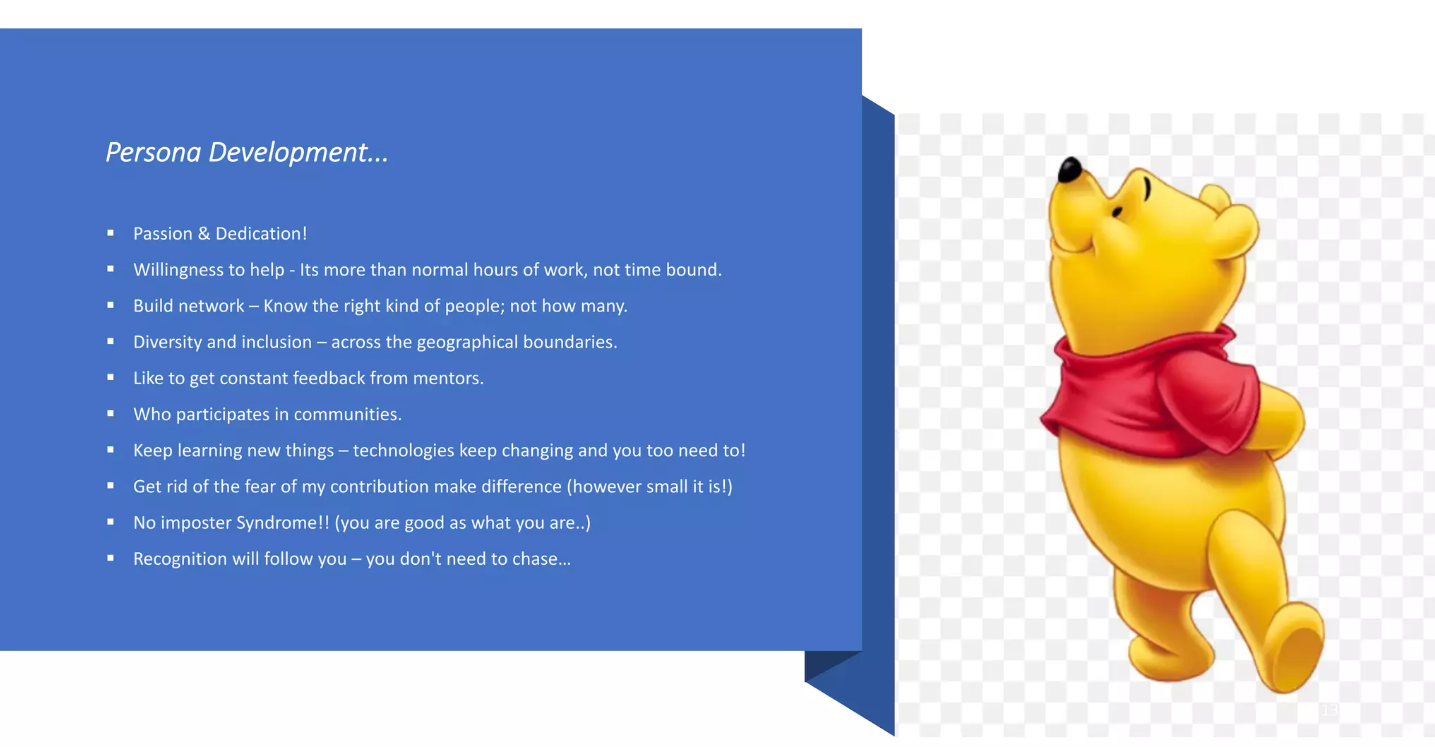 Persona Development...
▪ Passion & Dedication!
▪ Willingness to help - Its more than normal hours of work, not time bound.
▪ Build network – Know the right kind of people; not how many.
▪ Diversity and inclusion – across the geographical boundaries.
▪ Like to get constant feedback from mentors.
▪ Who participates in communities.
▪ Keep learning new things – technologies keep changing and you too need to!
▪ Get rid of the fear of my contribution make difference (however small it is!)
▪ No imposter Syndrome!! (you are good as what you are..)
▪ Recognition will follow you – you don't need to chase…
13